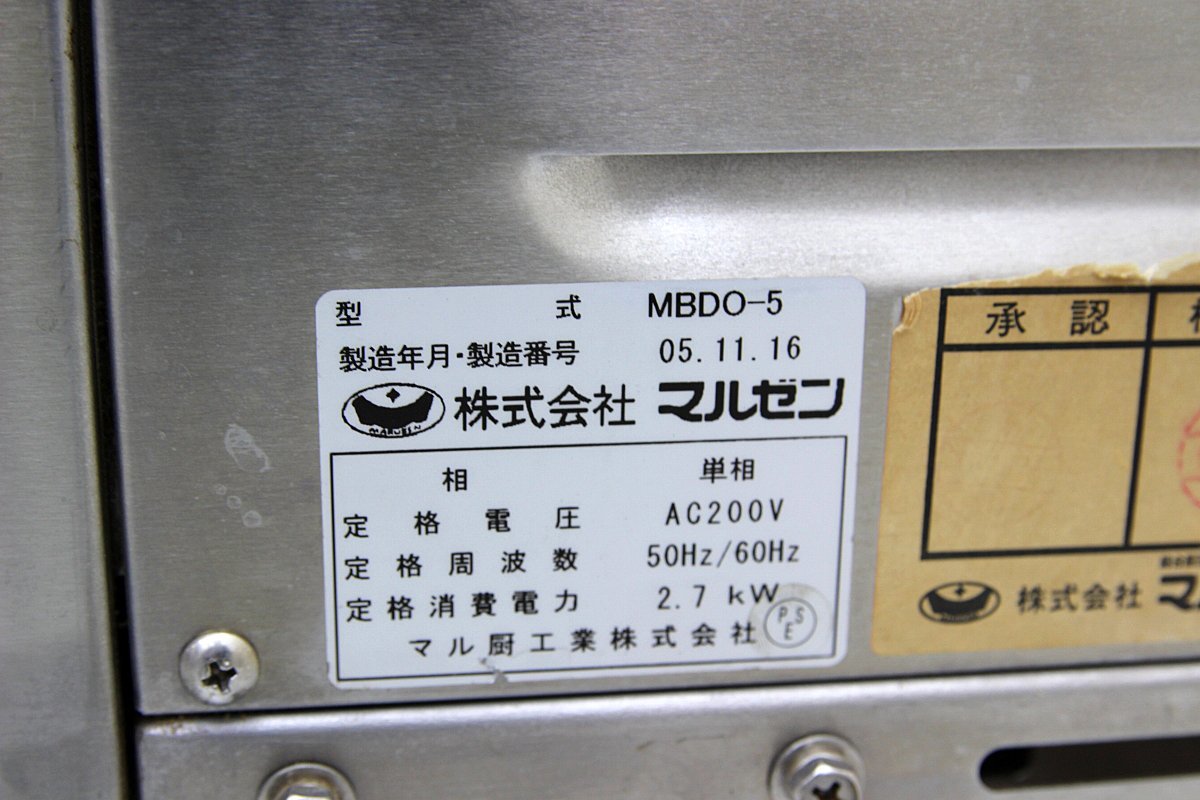 型式 MBDO-5
製造年月・製造番号 05.11.16
MARUZEN 株式会社 マルゼン
相 単相
定格電圧 AC200V
定格周波数 50Hz/60Hz
定格消費電力 2.7kW
マル厨工業株式会社 PSE
承認
株式会社